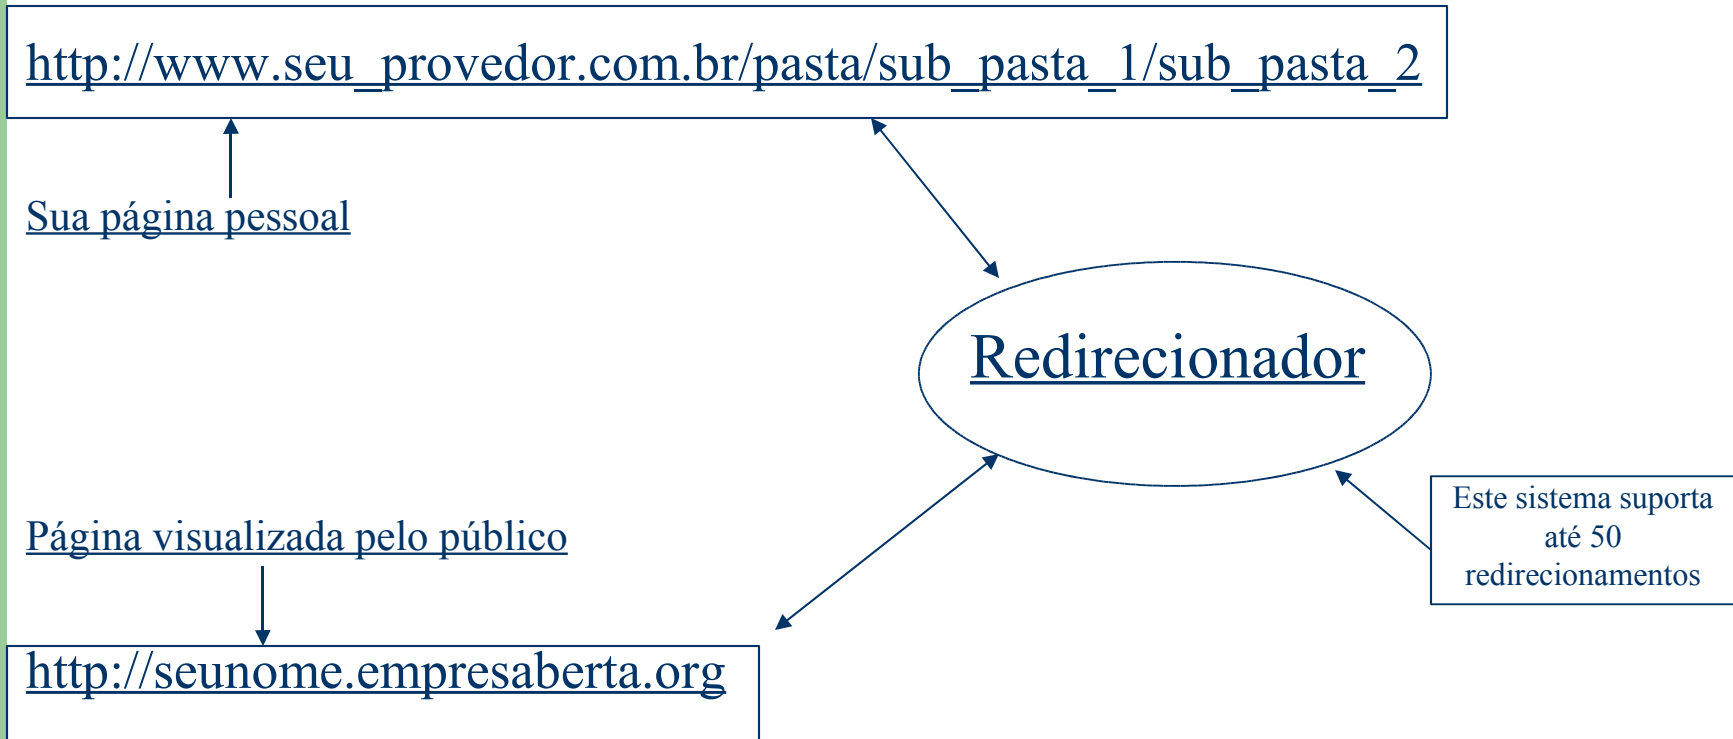 http://www.seu_provedor.com.br/pasta/sub_pasta_1/sub_pasta_2
Sua página pessoal
Redirecionador
Este sistema suporta
até 50
redirecionamentos
Página visualizada pelo público
http://seunome.empresaberta.org